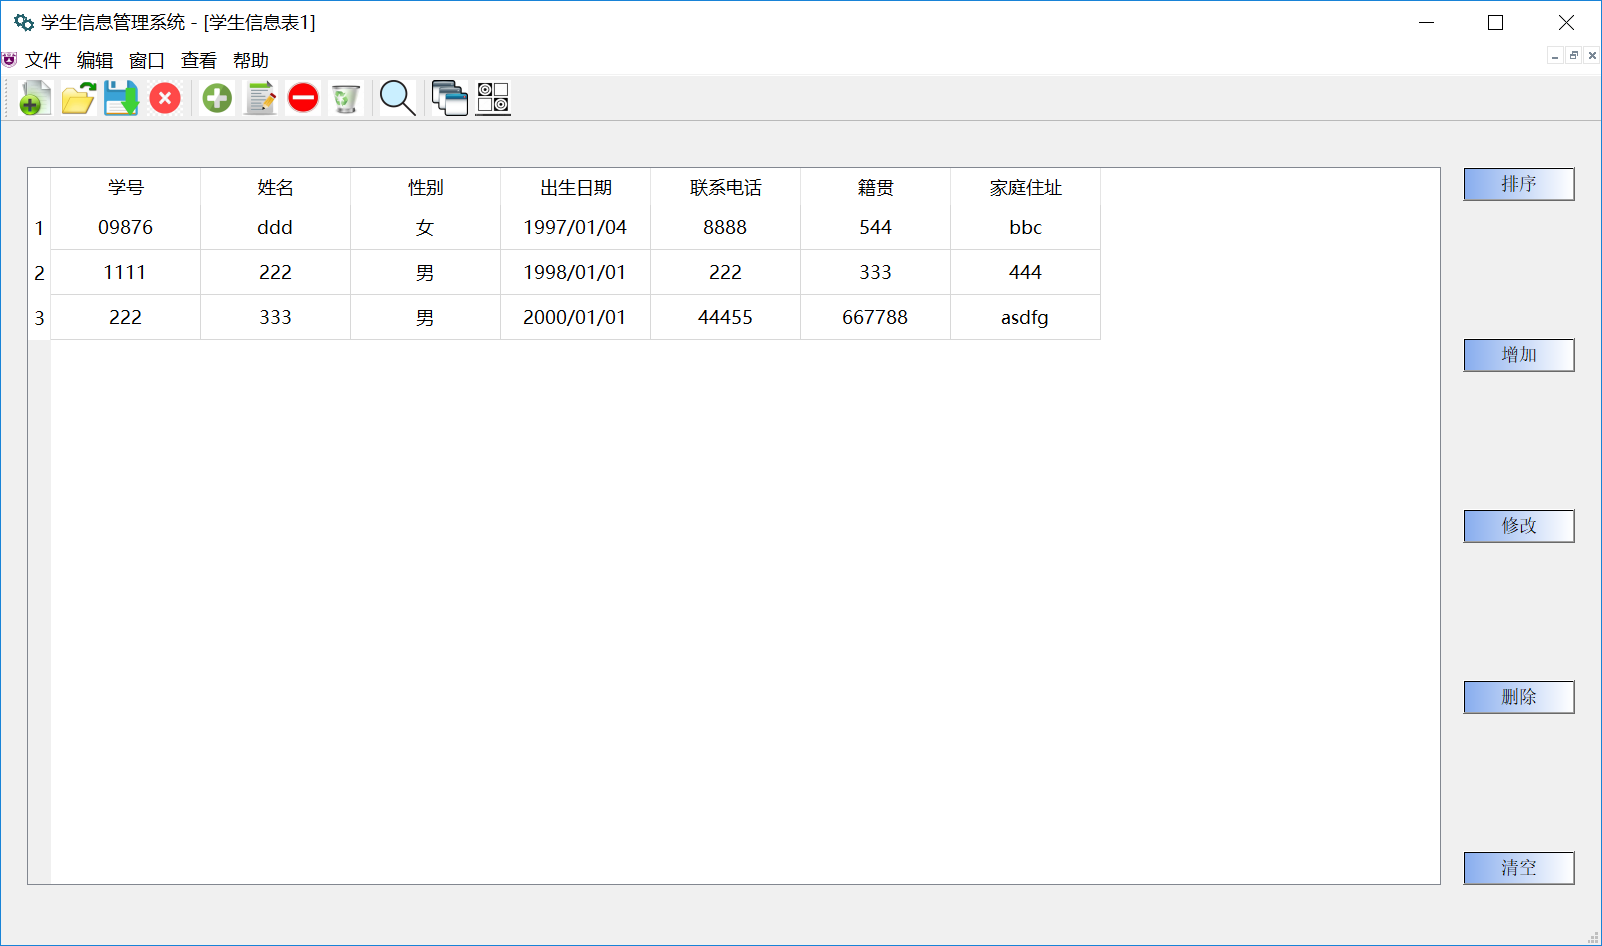 学生信息管理系统 - [学生信息表1]
文件 编辑 窗口 查看 帮助
学号 姓名 性别 出生日期 联系电话 籍贯 家庭住址
1 09876 ddd 女 1997/01/04 8888 544 bbc
2 1111 222 男 1998/01/01 222 333 444
3 222 333 男 2000/01/01 44455 667788 asdfg
排序
增加
修改
删除
清空